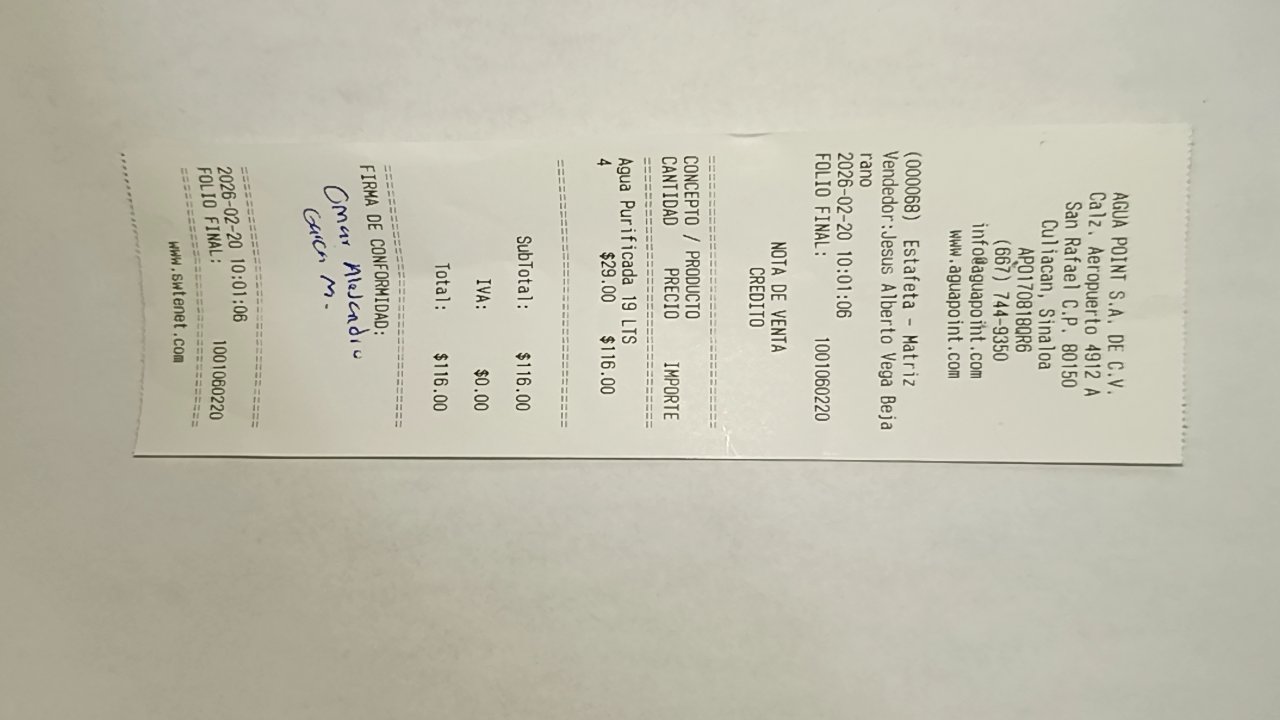 AGUA POINT S.A. DE C.V.
Calz. Aeropuerto 4912 A
San Rafael C.P. 80150
Culiacan, Sinaloa
APO170818QR6
(667) 744-9350
info@aguapoint.com
www.aguapoint.com
(000068) Estafeta - Matriz
Vendedor:Jesus Alberto Vega Beja
rano
2026-02-20 10:01:06
FOLIO FINAL: 1001060220
NOTA DE VENTA
CREDITO
================================
CONCEPTO / PRODUCTO
CANTIDAD PRECIO IMPORTE
================================
Agua Purificada 19 LTS
4 $29.00 $116.00
================================
SubTotal: $116.00
IVA: $0.00
Total: $116.00
================================
FIRMA DE CONFORMIDAD:
Omar Alejandro
Garcia M.
================================
2026-02-20 10:01:06
FOLIO FINAL: 1001060220
================================
www.swtenet.com